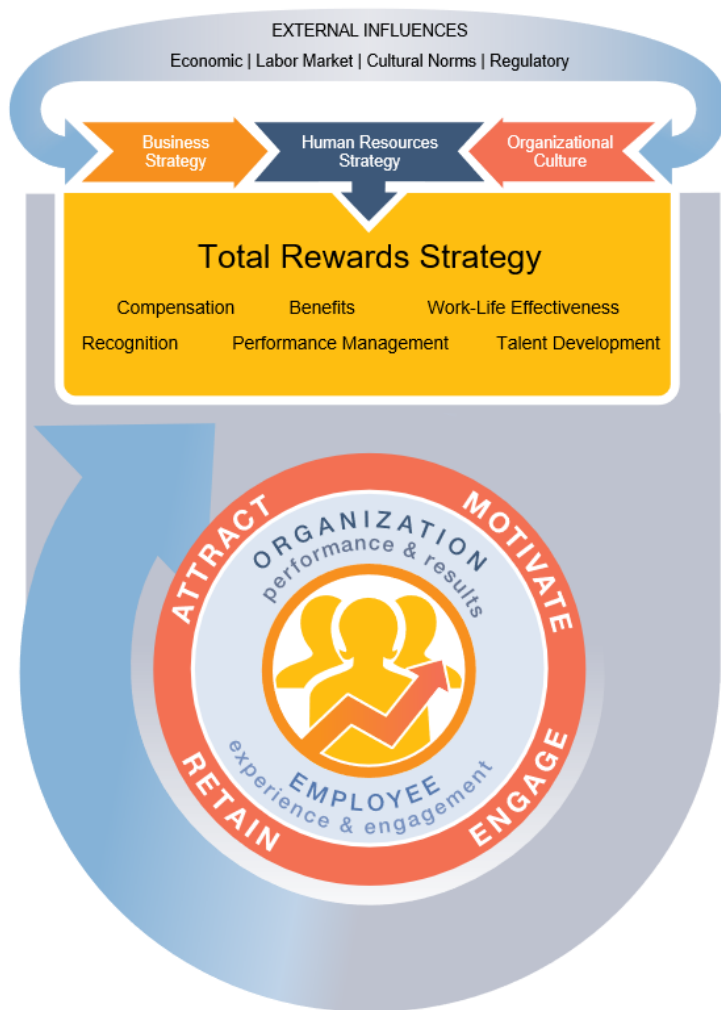 EXTERNAL INFLUENCES
Economic | Labor Market | Cultural Norms | Regulatory
Business
Strategy
Human Resources
Strategy
Organizational
Culture
Total Rewards Strategy
Compensation Benefits Work-Life Effectiveness
Recognition Performance Management Talent Development
ATTRACT
MOTIVATE
ORGANIZATION
performance & results
EMPLOYEE
experience & engagement
RETAIN
ENGAGE